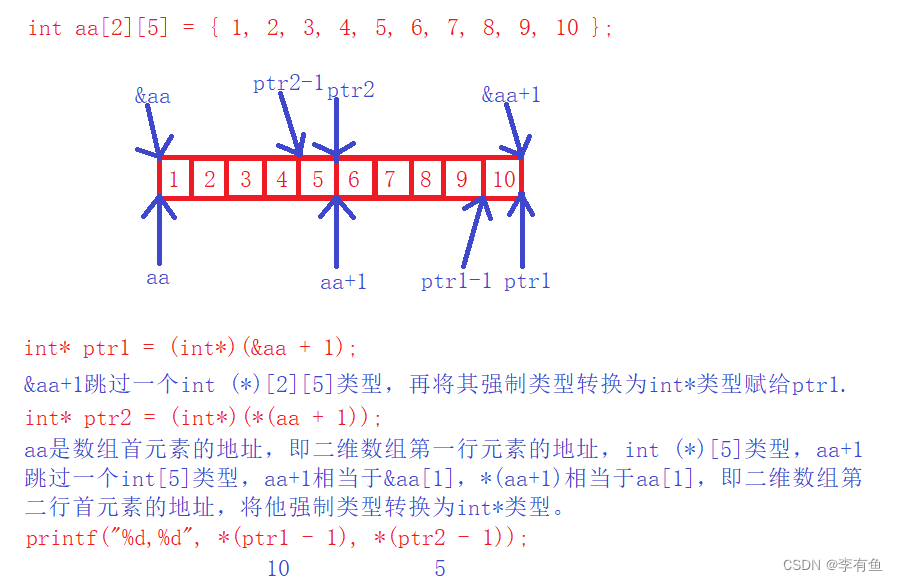 int aa[2][5] = { 1, 2, 3, 4, 5, 6, 7, 8, 9, 10 };
&aa ptr2-1 ptr2 &aa+1
1 2 3 4 5 6 7 8 9 10
aa aa+1 ptr1-1 ptr1
int* ptr1 = (int*)(&aa + 1);
&aa+1跳过一个int (*)[2][5]类型，再将其强制类型转换为int*类型赋给ptr1.
int* ptr2 = (int*)(*(aa + 1));
aa是数组首元素的地址，即二维数组第一行元素的地址，int (*)[5]类型，aa+1
跳过一个int[5]类型，aa+1相当于&aa[1]，*(aa+1)相当于aa[1]，即二维数组第
二行首元素的地址，将他强制类型转换为int*类型。
printf("%d,%d", *(ptr1 - 1), *(ptr2 - 1));
10 5
CSDN @李有鱼